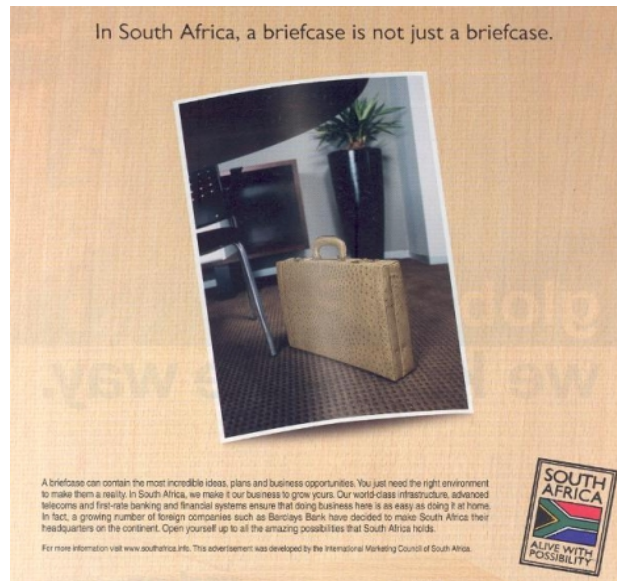 In South Africa, a briefcase is not just a briefcase.
A briefcase can contain the most incredible ideas, plans and business opportunities. You just need the right environment
to make them a reality. In South Africa, we make it our business to grow yours. Our world-class infrastructure, advanced
telecoms and first-rate banking and financial systems ensure that doing business here is as easy as doing it at home.
In fact, a growing number of foreign companies such as Barclays Bank have decided to make South Africa their
headquarters on the continent. Open yourself up to all the amazing possibilities that South Africa holds.
For more information visit www.southafrica.info. This advertisement was developed by the International Marketing Council of South Africa.
SOUTH
AFRICA
ALIVE WITH
POSSIBILITY